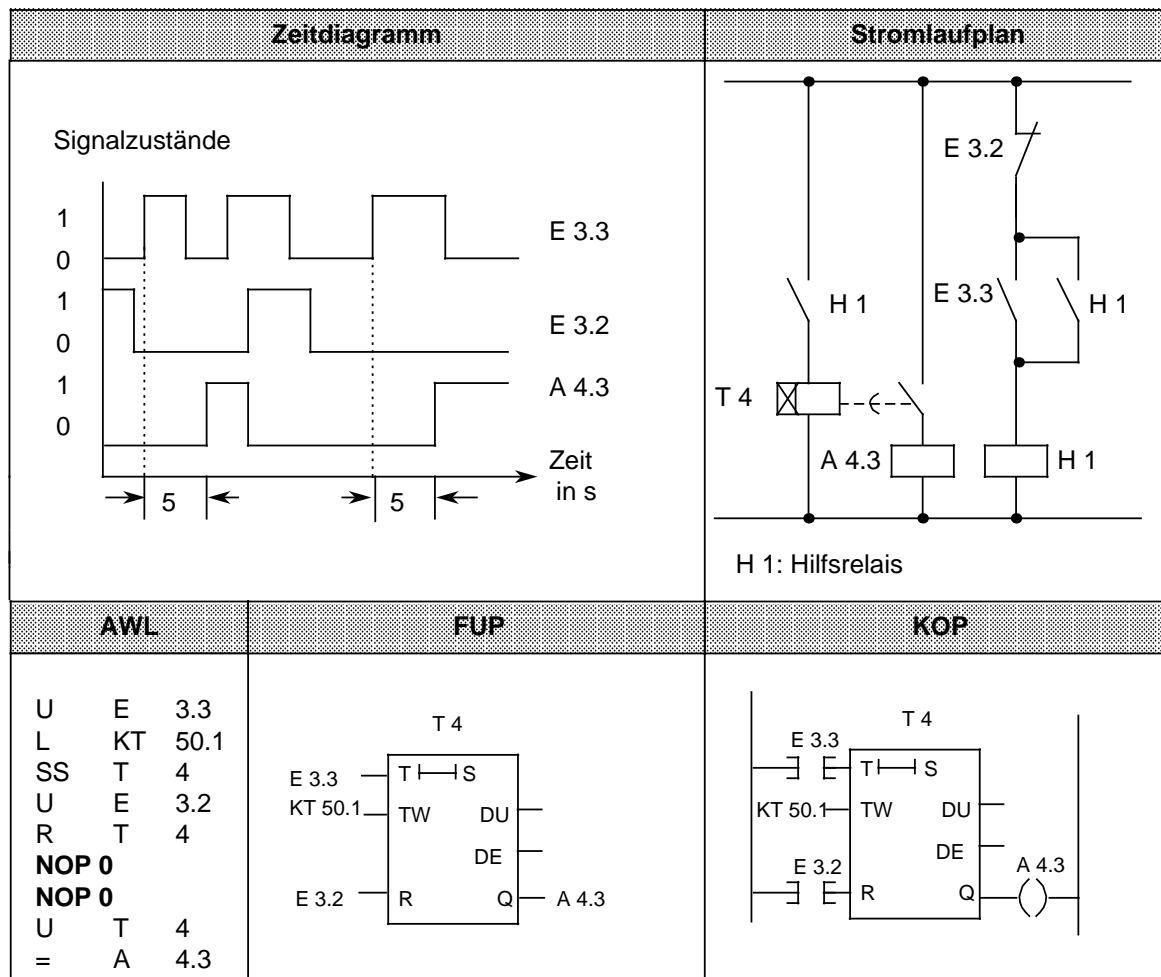 Zeitdiagramm
Stromlaufplan
Signalzustände
1
0
E 3.3
1
0
E 3.2
1
0
A 4.3
Zeit
in s
5
5
E 3.2
H 1
E 3.3
H 1
T 4
A 4.3
H 1
H 1: Hilfsrelais
AWL
FUP
KOP
U E 3.3
L KT 50.1
SS T 4
U E 3.2
R T 4
NOP 0
NOP 0
U T 4
= A 4.3
T 4
E 3.3
T S
KT 50.1
TW DU
DE
E 3.2
R Q
A 4.3
T 4
E 3.3
T S
KT 50.1
TW DU
DE
E 3.2
R Q
A 4.3